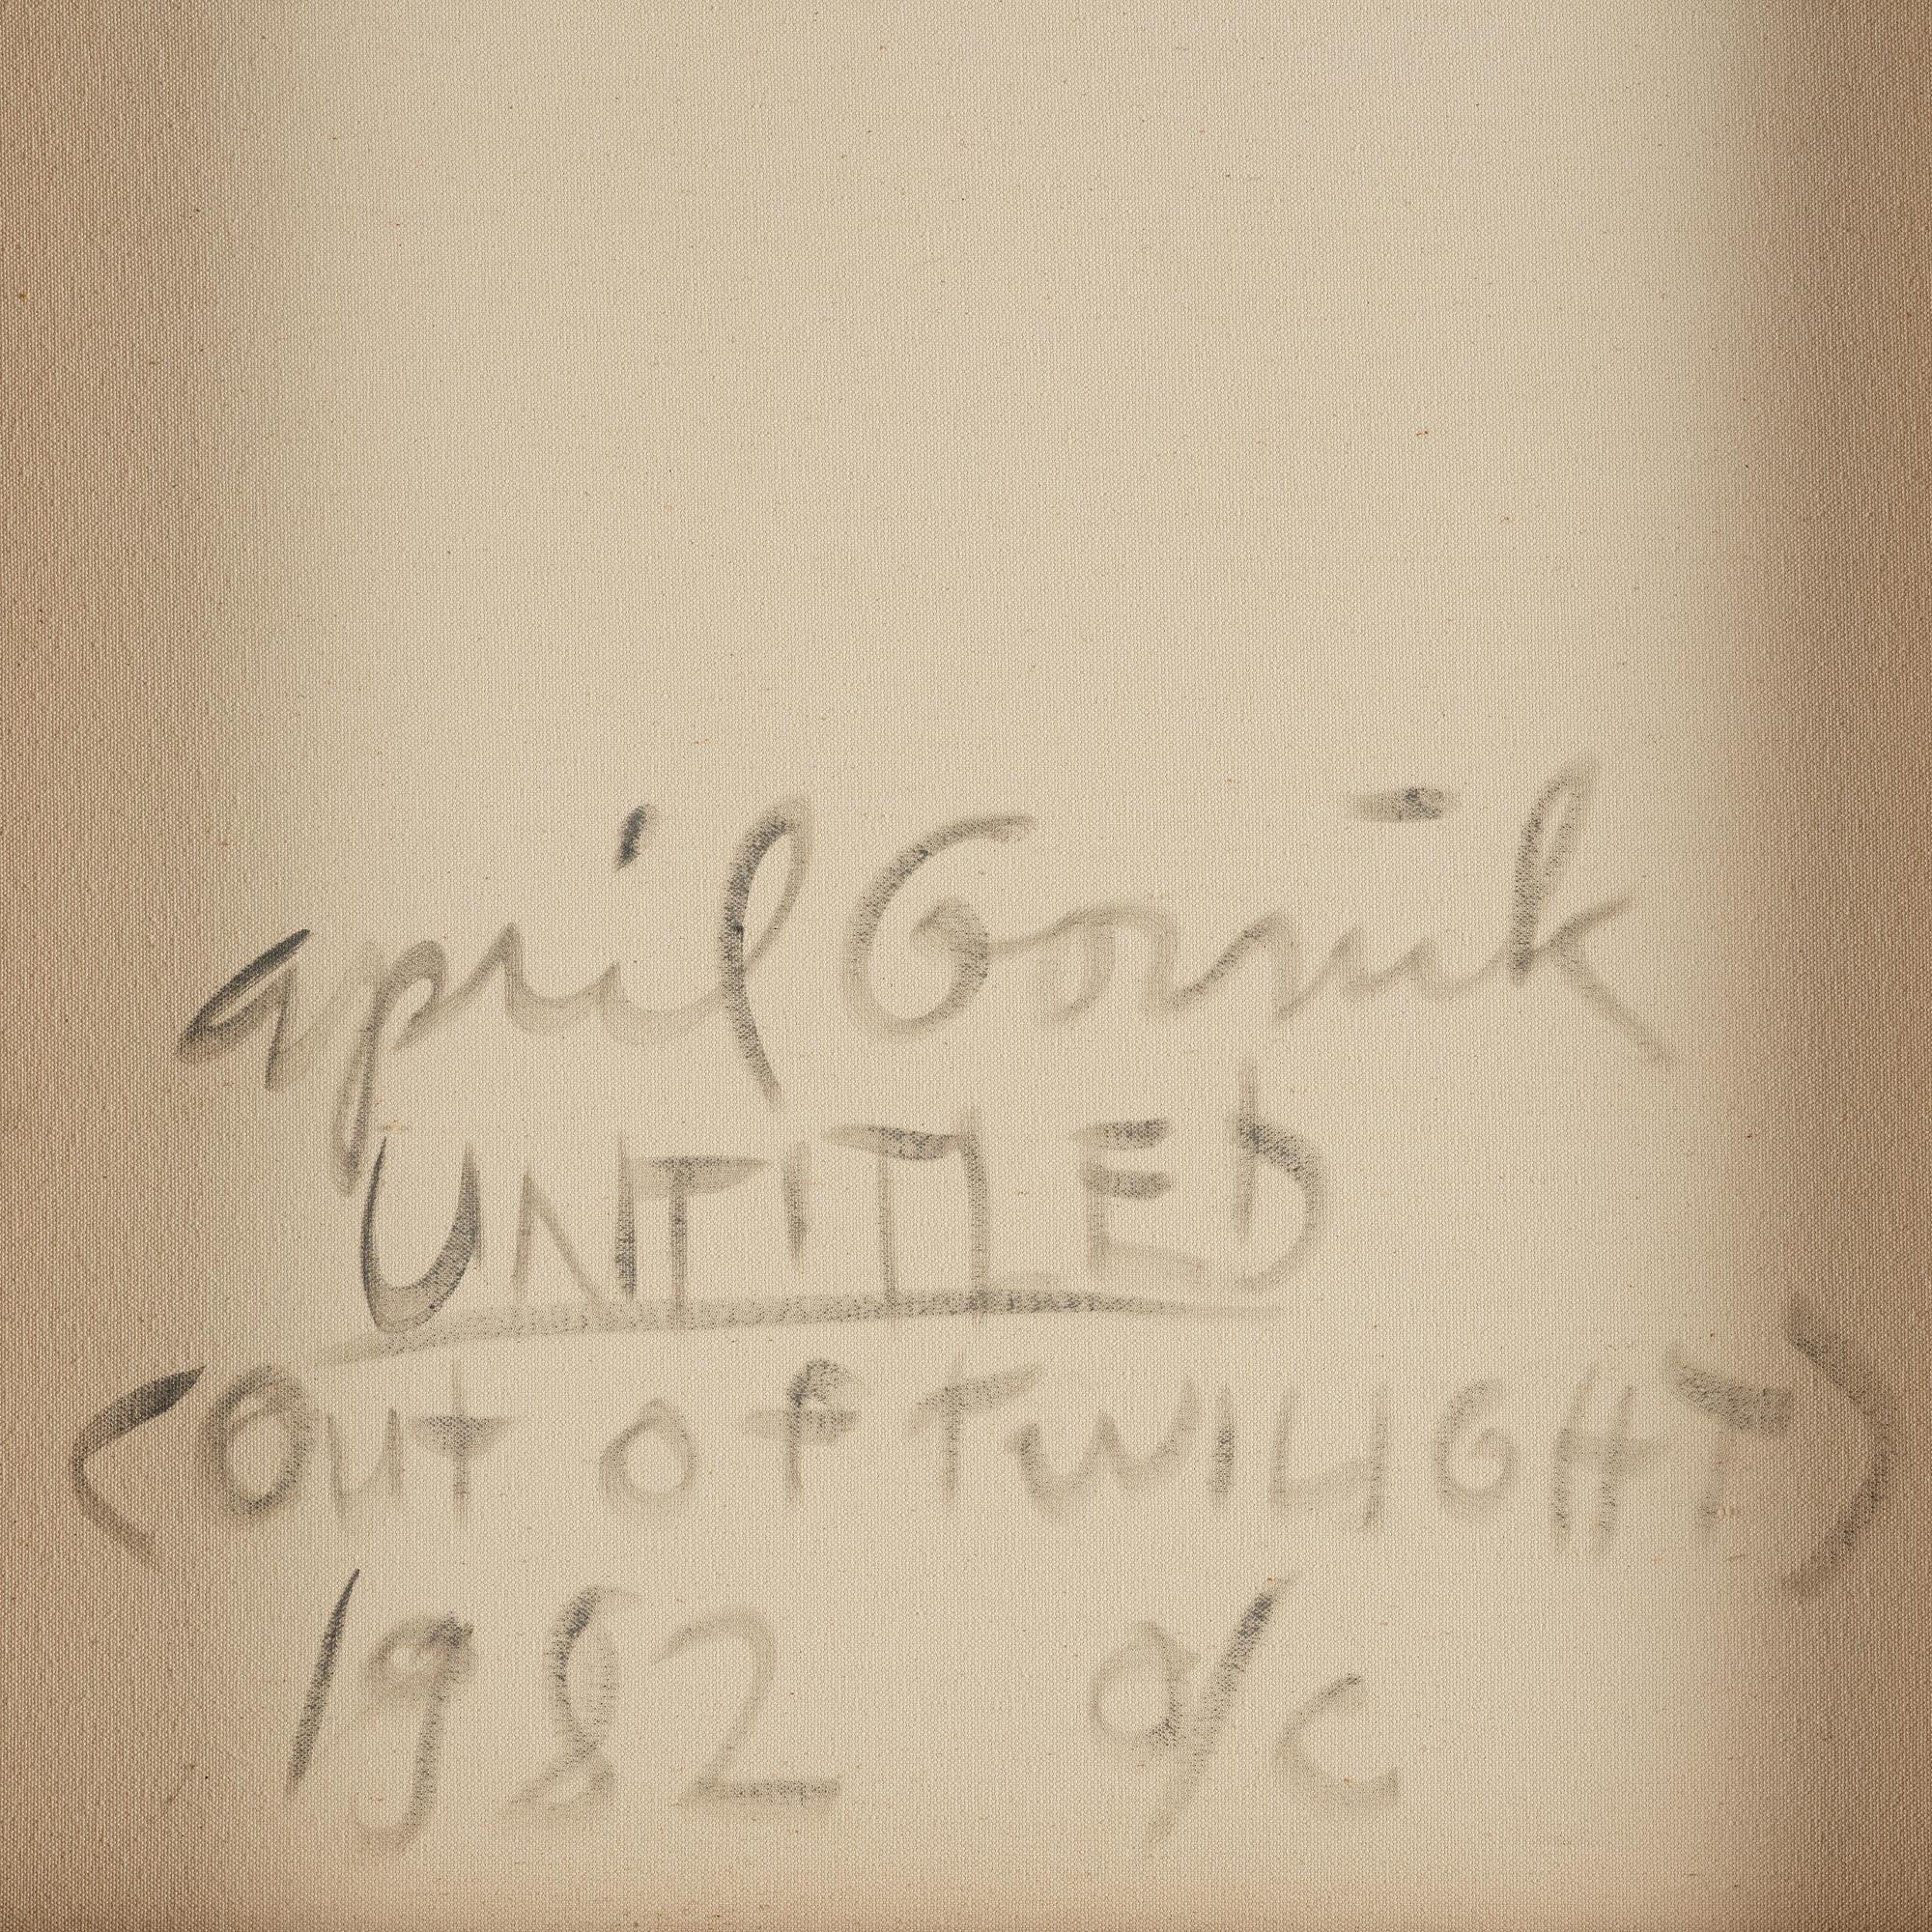 april Gornik
UNTITLED
(Out of TWILIGHT)
1982 o/c